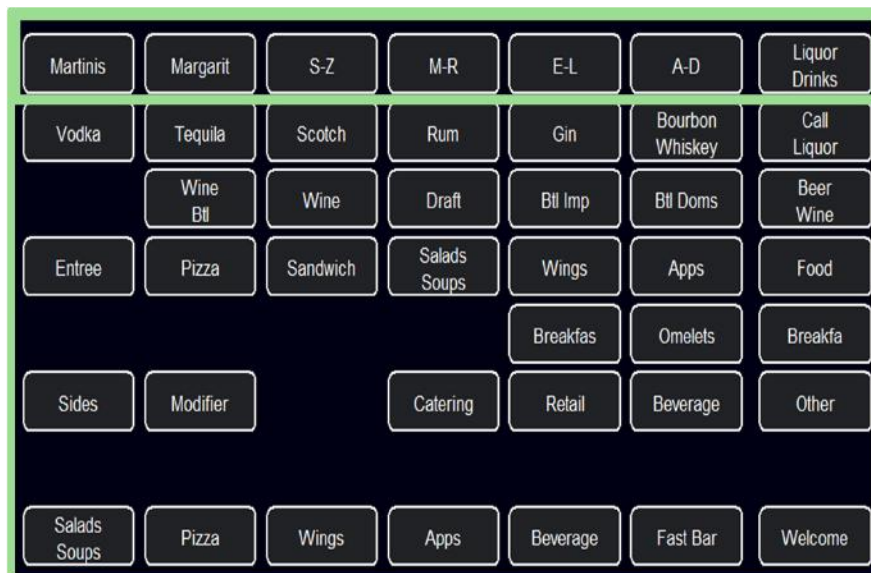 Martinis
Margarit
S-Z
M-R
E-L
A-D
Liquor
Drinks
Vodka
Tequila
Scotch
Rum
Gin
Bourbon
Whiskey
Call
Liquor
Wine
Btl
Wine
Draft
Btl Imp
Btl Doms
Beer
Wine
Entree
Pizza
Sandwich
Salads
Soups
Wings
Apps
Food
Breakfas
Omelets
Breakfa
Sides
Modifier
Catering
Retail
Beverage
Other
Salads
Soups
Pizza
Wings
Apps
Beverage
Fast Bar
Welcome